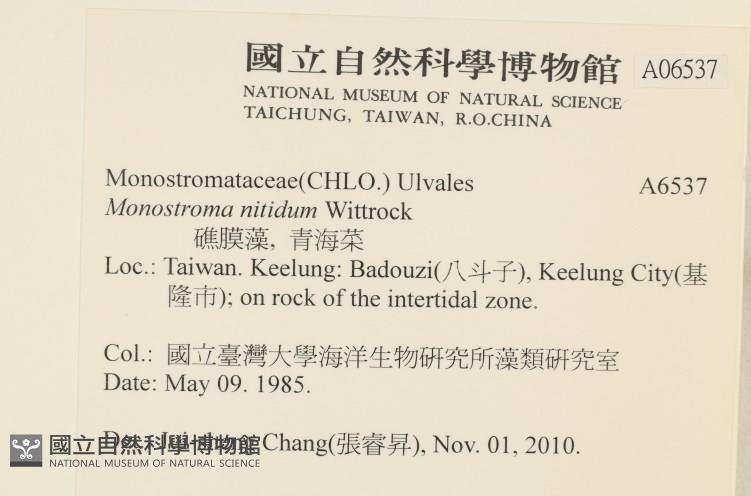 國立自然科學博物館 A06537
NATIONAL MUSEUM OF NATURAL SCIENCE
TAICHUNG, TAIWAN, R.O.CHINA
Monostromataceae(CHLO.) Ulvales A6537
Monostroma nitidum Wittrock
礁膜藻, 青海菜
Loc.: Taiwan. Keelung: Badouzi(八斗子), Keelung City(基
隆市); on rock of the intertidal zone.
Col.: 國立臺灣大學海洋生物研究所藻類研究室
Date: May 09. 1985.
Chang(張睿昇), Nov. 01, 2010.
國立自然科學博物館
NATIONAL MUSEUM OF NATURAL SCIENCE